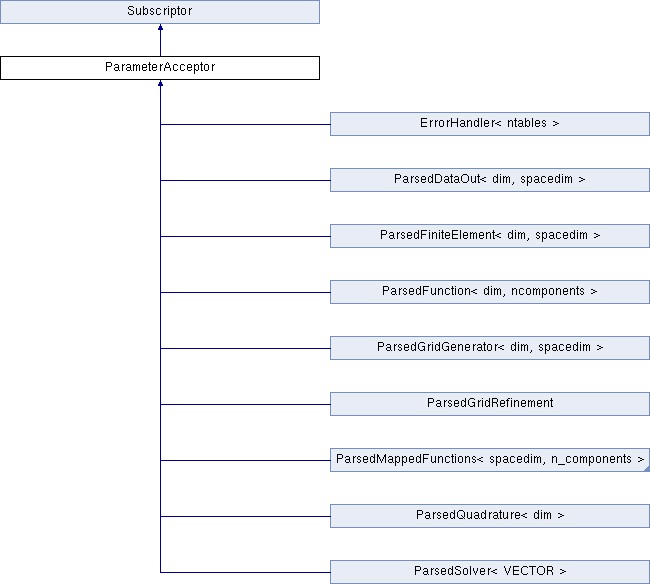 Subscriptor
ParameterAcceptor
ErrorHandler< ntables >
ParsedDataOut< dim, spacedim >
ParsedFiniteElement< dim, spacedim >
ParsedFunction< dim, ncomponents >
ParsedGridGenerator< dim, spacedim >
ParsedGridRefinement
ParsedMappedFunctions< spacedim, n_components >
ParsedQuadrature< dim >
ParsedSolver< VECTOR >